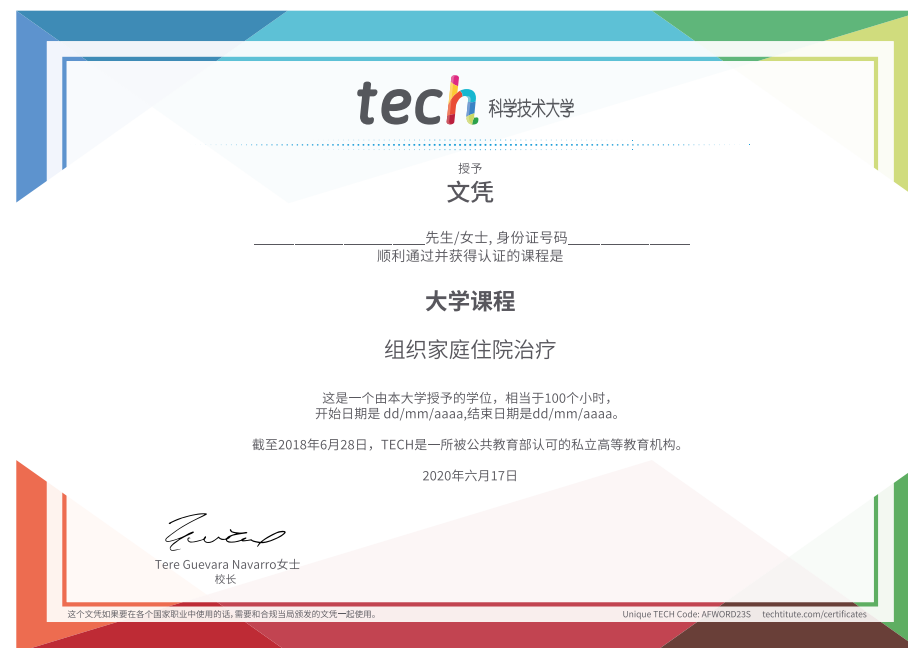 tech 科学技术大学
授予
文凭
______________________先生/女士, 身份证号码________________
顺利通过并获得认证的课程是
大学课程
组织家庭住院治疗
这是一个由本大学授予的学位，相当于100个小时，
开始日期是 dd/mm/aaaa,结束日期是dd/mm/aaaa。
截至2018年6月28日，TECH是一所被公共教育部认可的私立高等教育机构。
2020年六月17日
Tere Guevara Navarro女士
校长
这个文凭如果要在各个国家职业中使用的话,需要和合规当局颁发的文凭一起使用。
Unique TECH Code: AFWORD23S techtitute.com/certificates